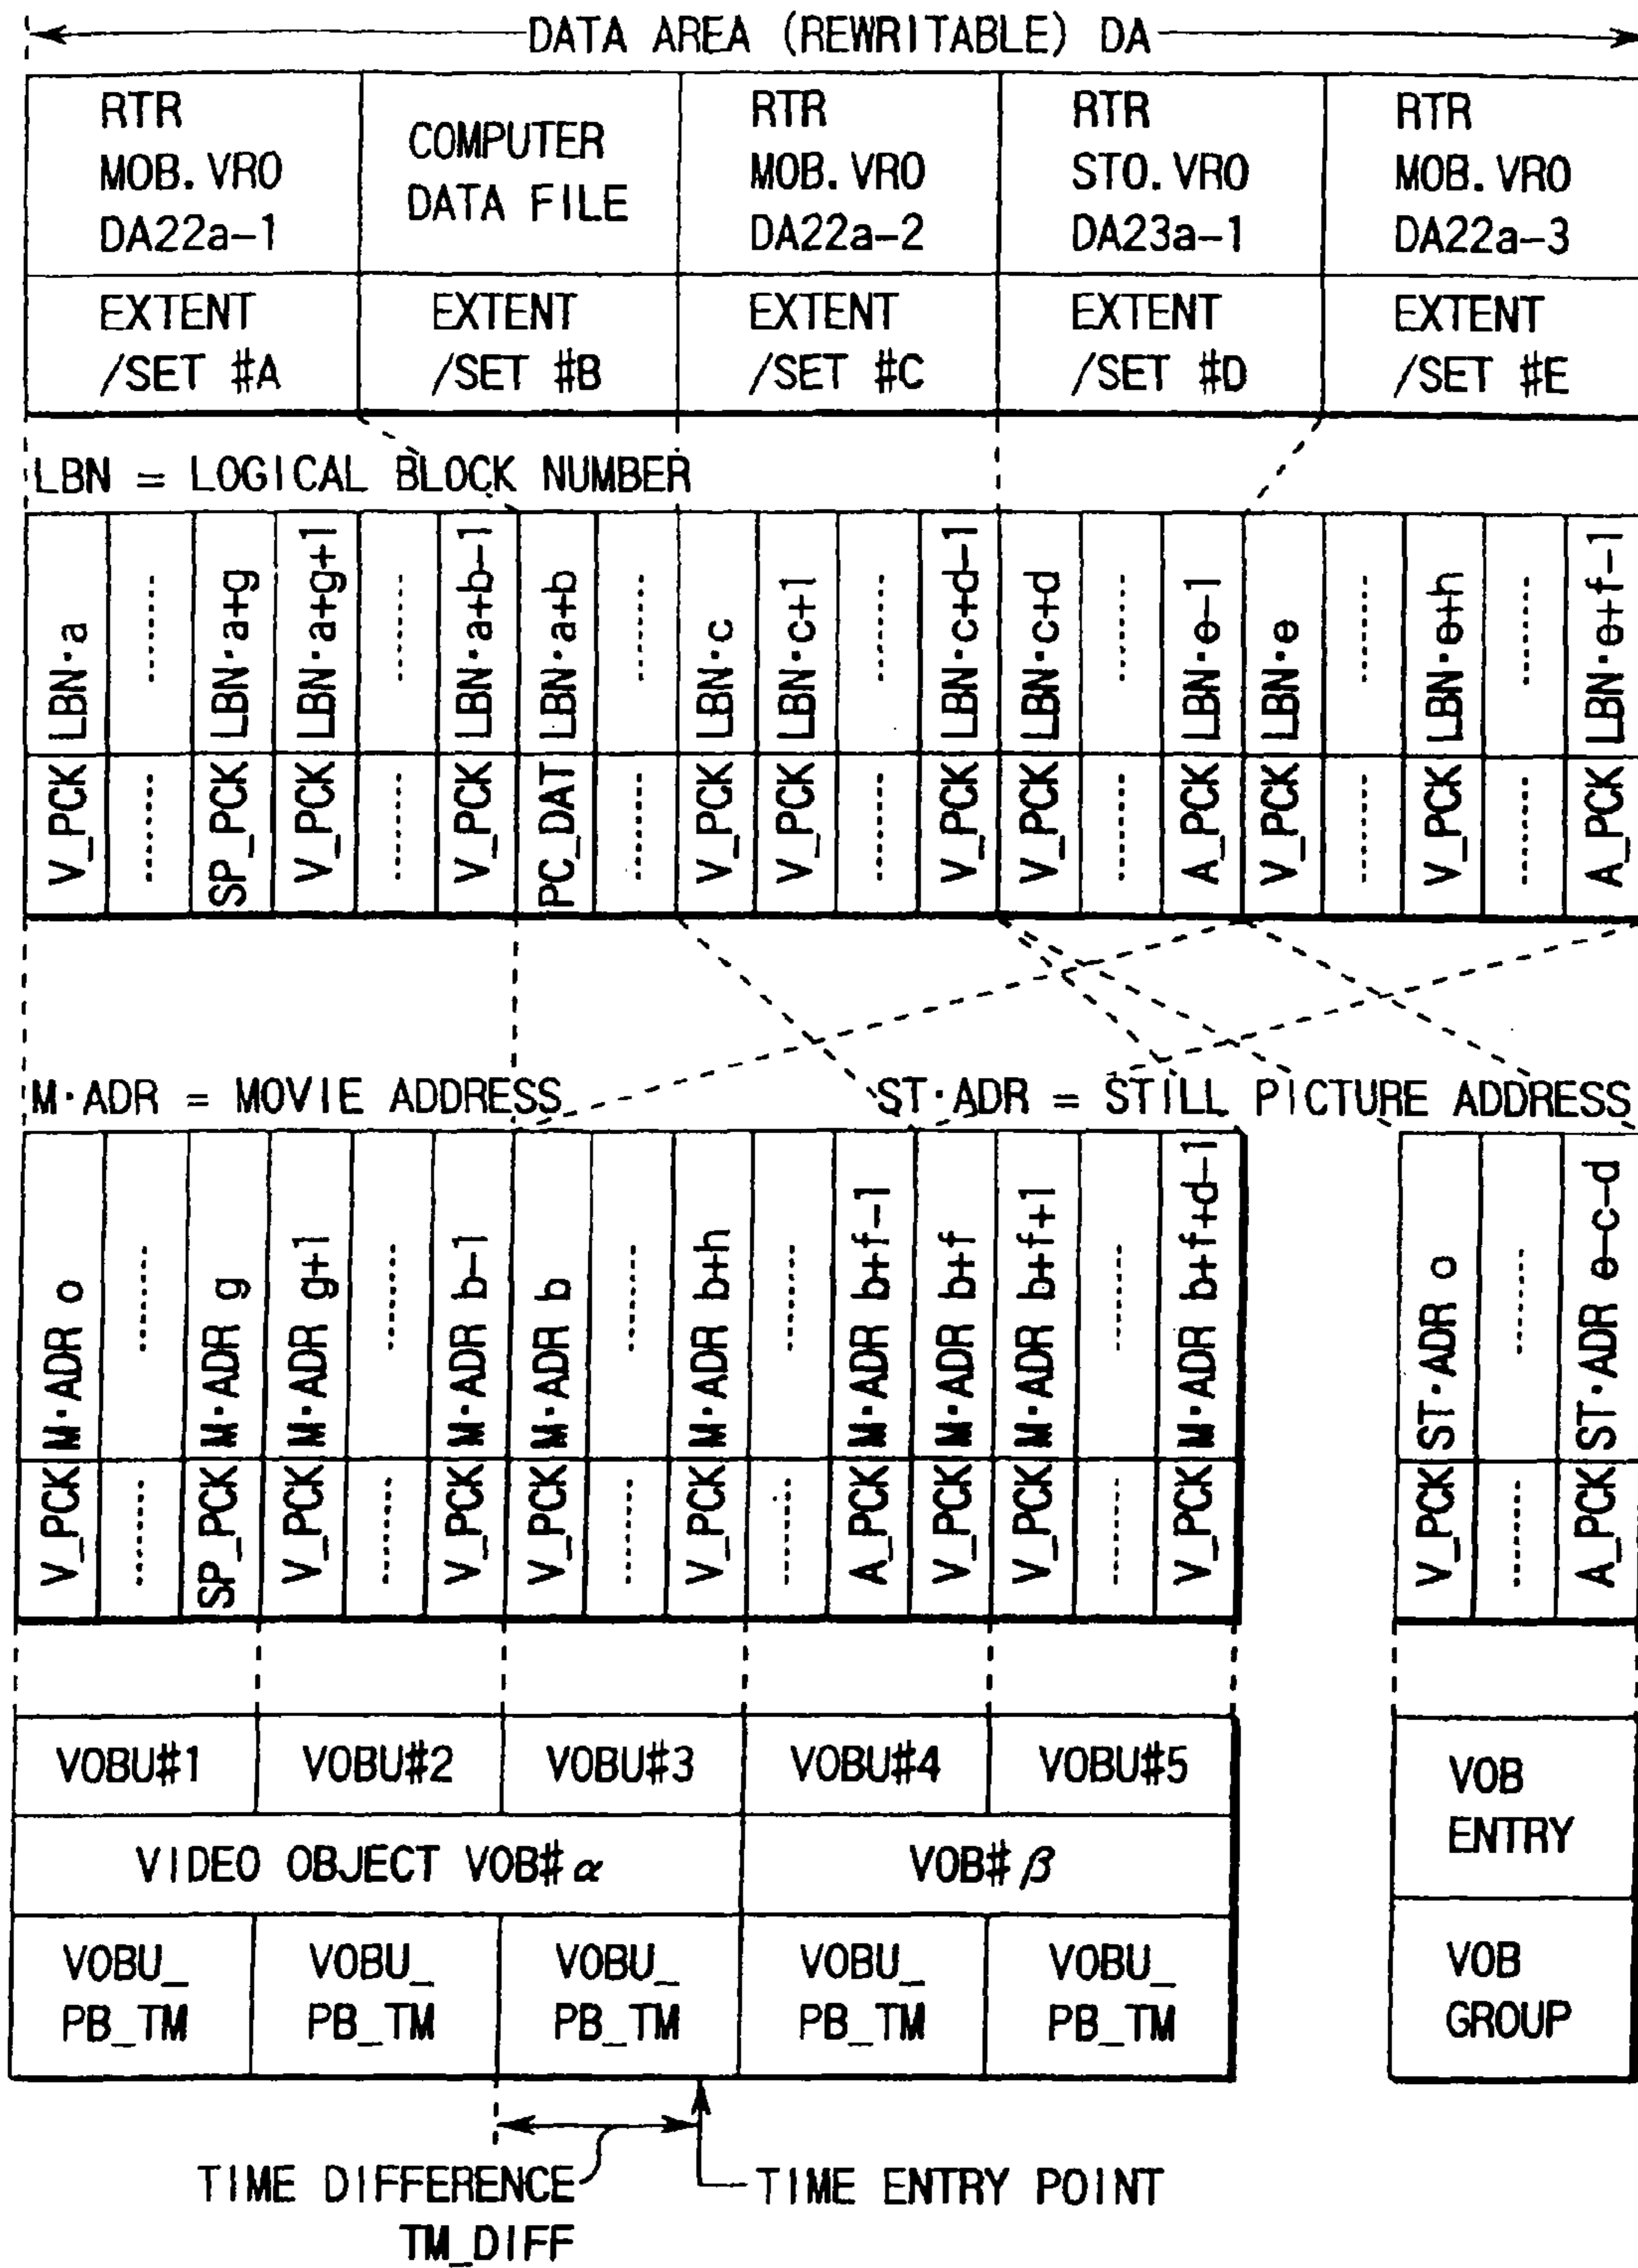 DATA AREA (REWRITABLE) DA
RTR
MOB.VRO
DA22a-1
COMPUTER
DATA FILE
RTR
MOB.VRO
DA22a-2
RTR
STO.VRO
DA23a-1
RTR
MOB.VRO
DA22a-3
EXTENT
/SET #A
EXTENT
/SET #B
EXTENT
/SET #C
EXTENT
/SET #D
EXTENT
/SET #E
LBN = LOGICAL BLOCK NUMBER
LBN·a
LBN·a+g
LBN·a+g+1
LBN·a+b-1
LBN·a+b
LBN·c
LBN·c+1
LBN·c+d-1
LBN·c+d
LBN·e-1
LBN·e
LBN·e+h
LBN·e+f-1
V_PCK
SP_PCK
V_PCK
V_PCK
PC_DAT
V_PCK
V_PCK
V_PCK
V_PCK
A_PCK
V_PCK
V_PCK
A_PCK
M·ADR = MOVIE ADDRESS
ST·ADR = STILL PICTURE ADDRESS
M·ADR o
M·ADR g
M·ADR g+1
M·ADR b-1
M·ADR b
M·ADR b+h
M·ADR b+f-1
M·ADR b+f
M·ADR b+f+1
M·ADR b+f+d-1
ST·ADR o
ST·ADR e-c-d
V_PCK
SP_PCK
V_PCK
V_PCK
V_PCK
V_PCK
A_PCK
V_PCK
V_PCK
V_PCK
V_PCK
A_PCK
VOBU#1
VOBU#2
VOBU#3
VOBU#4
VOBU#5
VOB
ENTRY
VIDEO OBJECT VOB#α
VOB#β
VOBU_
PB_TM
VOBU_
PB_TM
VOBU_
PB_TM
VOBU_
PB_TM
VOBU_
PB_TM
VOB
GROUP
TIME DIFFERENCE
TM_DIFF
TIME ENTRY POINT